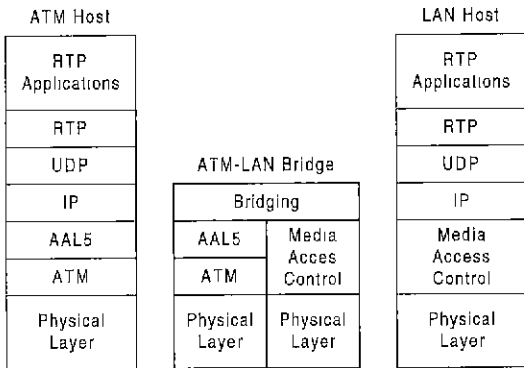 ATM Host
RTP
Applications
RTP
UDP
IP
AAL5
ATM
Physical
Layer
ATM-LAN Bridge
Bridging
AAL5
ATM
Media
Acces
Control
Physical
Layer
Physical
Layer
LAN Host
RTP
Applications
RTP
UDP
IP
Media
Access
Control
Physical
Layer